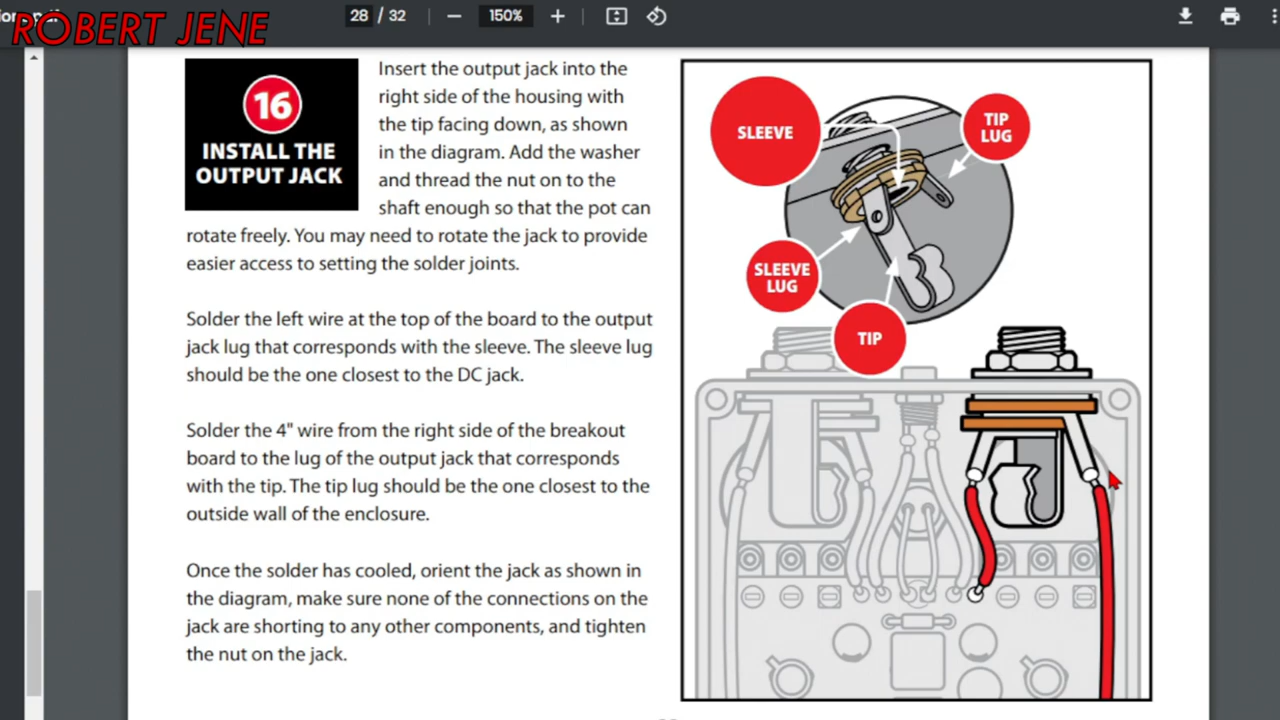 ion.pdf
28 / 32
150%
ROBERT JENE
16
INSTALL THE
OUTPUT JACK
Insert the output jack into the
right side of the housing with
the tip facing down, as shown
in the diagram. Add the washer
and thread the nut on to the
shaft enough so that the pot can
rotate freely. You may need to rotate the jack to provide
easier access to setting the solder joints.
Solder the left wire at the top of the board to the output
jack lug that corresponds with the sleeve. The sleeve lug
should be the one closest to the DC jack.
Solder the 4" wire from the right side of the breakout
board to the lug of the output jack that corresponds
with the tip. The tip lug should be the one closest to the
outside wall of the enclosure.
Once the solder has cooled, orient the jack as shown in
the diagram, make sure none of the connections on the
jack are shorting to any other components, and tighten
the nut on the jack.
SLEEVE
TIP
LUG
SLEEVE
LUG
TIP